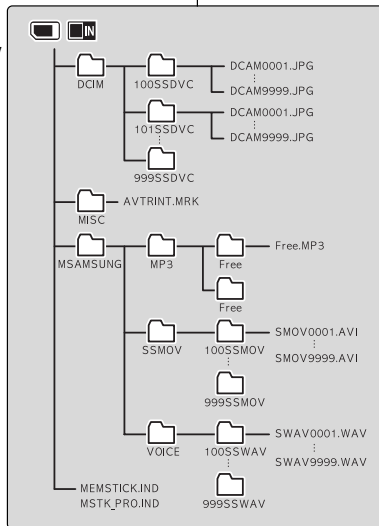 IN
DCIM
100SSDVC
DCAM0001.JPG
DCAM9999.JPG
101SSDVC
DCAM0001.JPG
DCAM9999.JPG
999SSDVC
MISC
AVTRINT.MRK
MSAMSUNG
MP3
Free
Free.MP3
Free
SSMOV
100SSMOV
SMOV0001.AVI
SMOV9999.AVI
999SSMOV
VOICE
100SSWAV
SWAV0001.WAV
SWAV9999.WAV
999SSWAV
MEMSTICK.IND
MSTK_PRO.IND